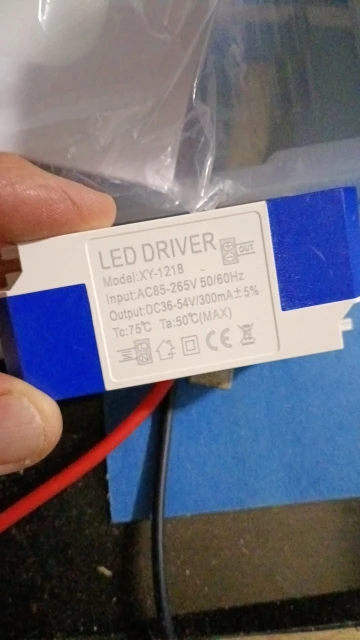 LED DRIVER
OUT
Model:XY-1218
Input:AC85-265V 50/60Hz
Output:DC36-54V/300mA±5%
Tc:75℃ Ta:50℃(MAX)
CE